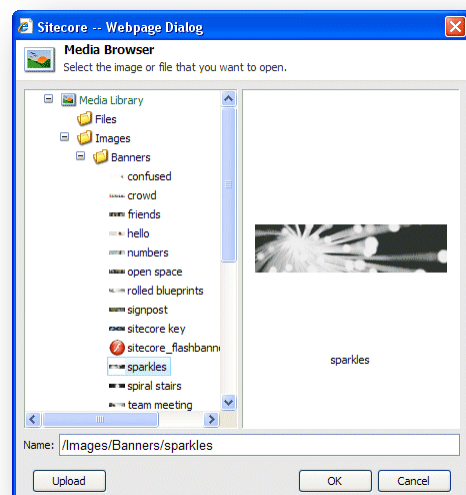 Sitecore -- Webpage Dialog
Media Browser
Select the image or file that you want to open.
Media Library
Files
Images
Banners
confused
crowd
friends
hello
numbers
open space
rolled blueprints
signpost
sitecore key
sitecore_flashbanne
sparkles
spiral stairs
team meeting
sparkles
Name: /Images/Banners/sparkles
Upload OK Cancel